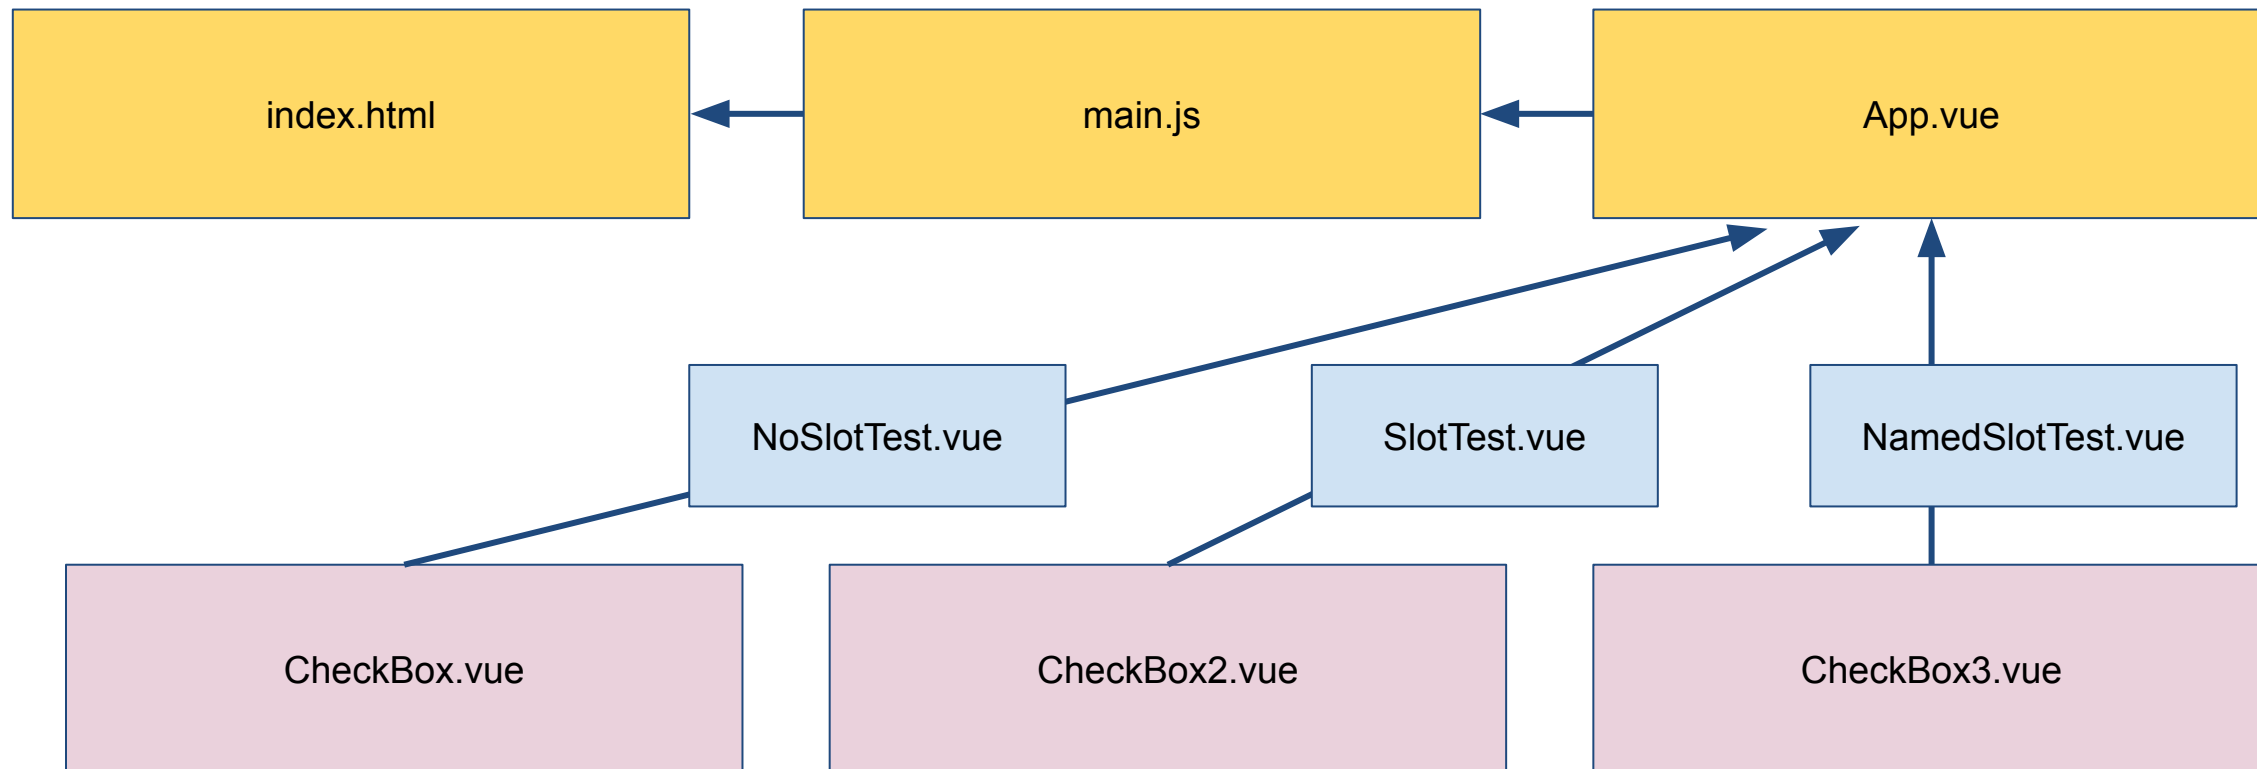 index.html
main.js
App.vue
NoSlotTest.vue
SlotTest.vue
NamedSlotTest.vue
CheckBox.vue
CheckBox2.vue
CheckBox3.vue